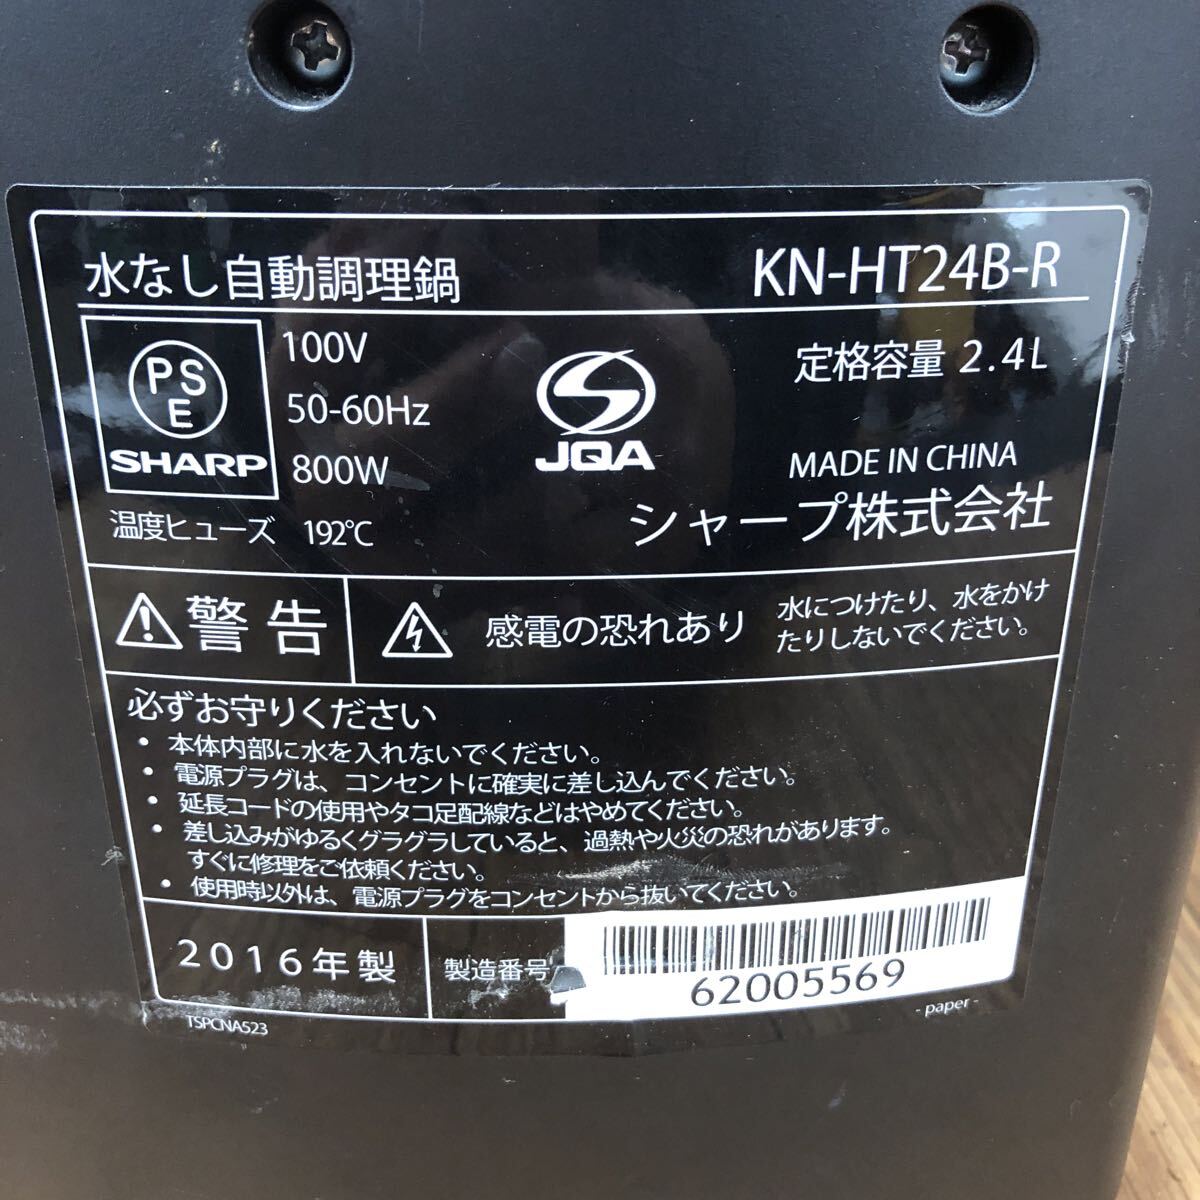 水なし自動調理鍋 KN-HT24B-R
PS
E
SHARP
100V
50-60Hz
800W
JQA
定格容量 2.4L
MADE IN CHINA
シャープ株式会社
温度ヒューズ 192℃
警告
感電の恐れあり
水につけたり、水をかけ
たりしないでください。
必ずお守りください
・本体内部に水を入れないでください。
・電源プラグは、コンセントに確実に差し込んでください。
・延長コードの使用やタコ足配線などはやめてください。
・差し込みがゆるくグラグラしていると、過熱や火災の恐れがあります。
すぐに修理をご依頼ください。
・使用時以外は、電源プラグをコンセントから抜いてください。
2016年製
製造番号
62005569
TSPCNA523
- paper -